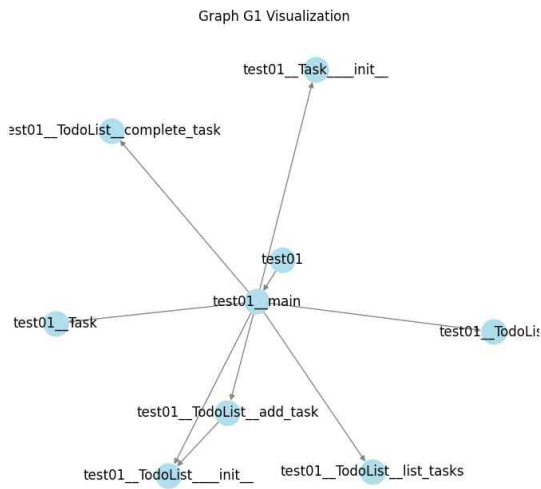 Graph G1 Visualization
test01__Task____init__
est01__TodoList__complete_task
test01
test01__main
test01__Task
test01__TodoLis
test01__TodoList__add_task
test01__TodoList____init__
test01__TodoList__list_tasks